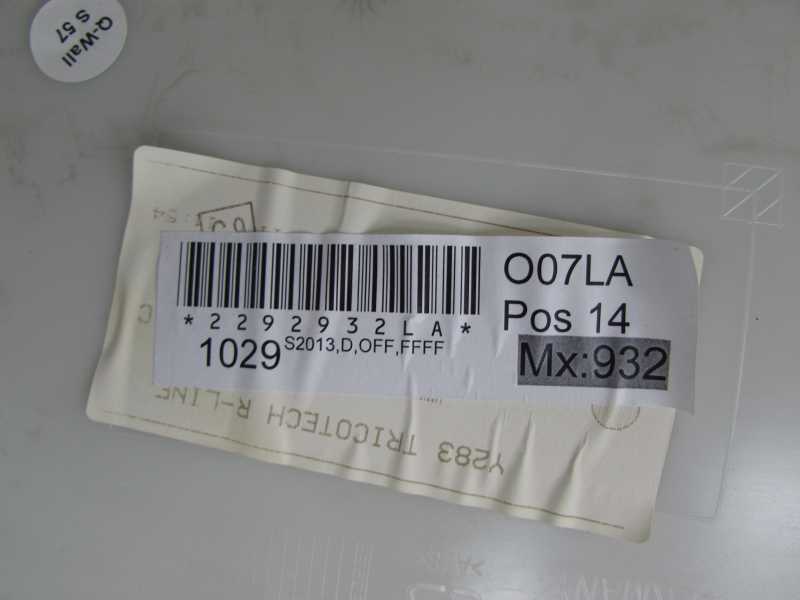 Q-Wall
S 57
*2292932LA*
1029 S2013,D,OFF,FFFF
O07LA
Pos 14
Mx:932
Y283 TRICOTECH R-LINE